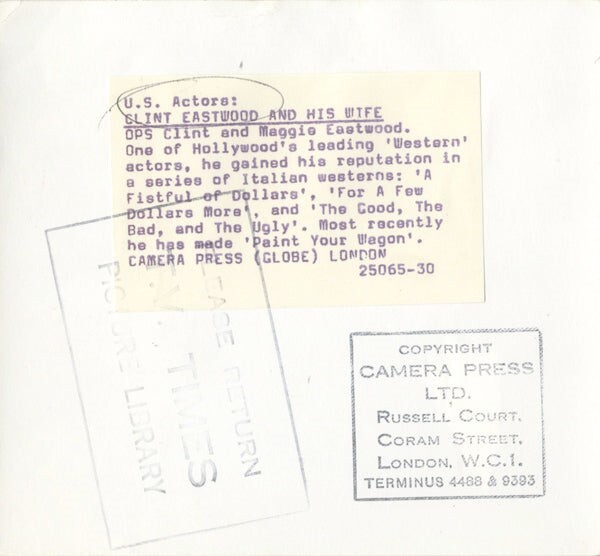 U.S. Actors:
CLINT EASTWOOD AND HIS WIFE
OPS Clint and Maggie Eastwood.
One of Hollywood's leading 'Western'
actors, he gained his reputation in
a series of Italian westerns: 'A
Fistful of Dollars', 'For A Few
Dollars More', and 'The Good, The
Bad, and The Ugly'. Most recently
he has made 'Paint Your Wagon'.
CAMERA PRESS (GLOBE) LONDON
25065-30
PLEASE RETURN
T.V. TIMES
PICTURE LIBRARY
COPYRIGHT
CAMERA PRESS
LTD.
RUSSELL COURT,
CORAM STREET,
LONDON, W.C.1.
TERMINUS 4488 & 9393